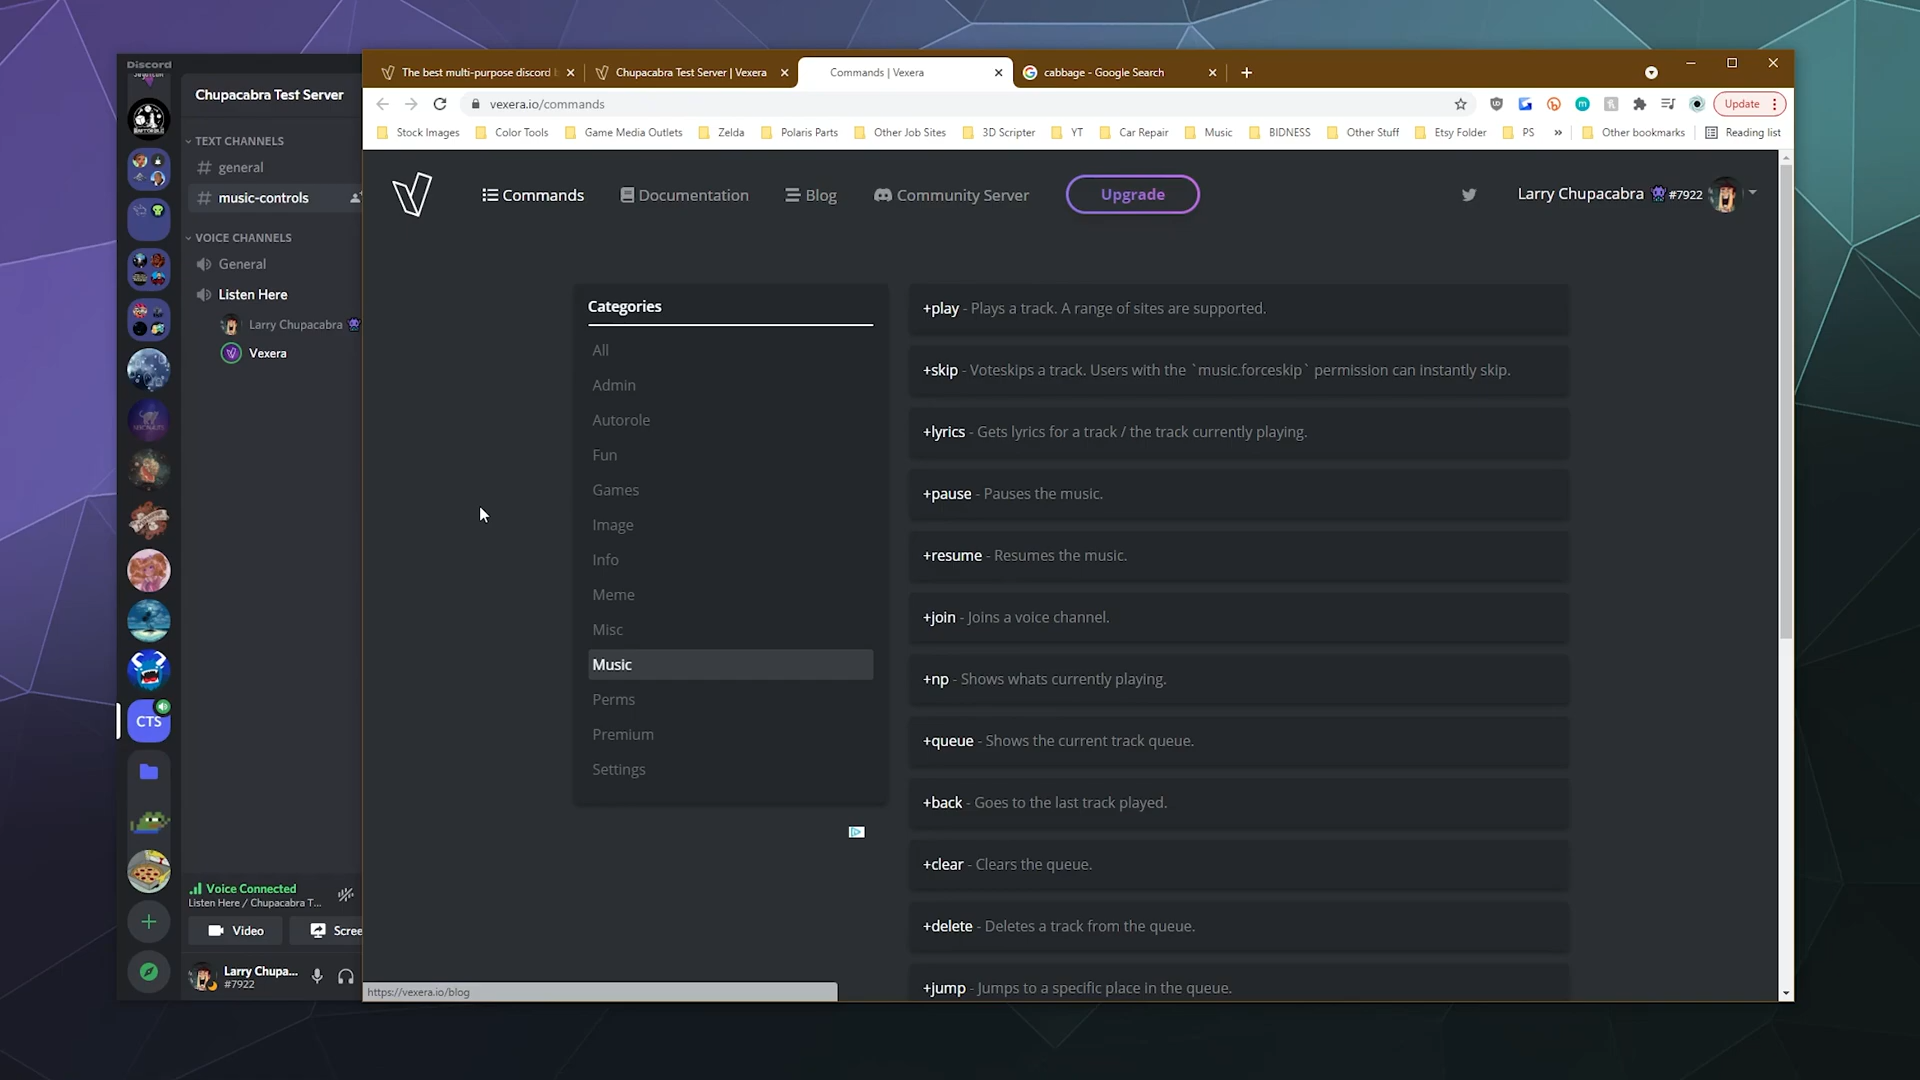 Discord
The best multi-purpose discord
Chupacabra Test Server | Vexera
Commands | Vexera
cabbage - Google Search
vexera.io/commands
Update
Stock Images
Color Tools
Game Media Outlets
Zelda
Polaris Parts
Other Job Sites
3D Scripter
YT
Car Repair
Music
BIDNESS
Other Stuff
Etsy Folder
PS
»
Other bookmarks
Reading list
Chupacabra Test Server
TEXT CHANNELS
# general
# music-controls
VOICE CHANNELS
General
Listen Here
Larry Chupacabra
Vexera
CTS
Voice Connected
Listen Here / Chupacabra T...
Video
Scree
Larry Chupa...
#7922
Commands
Documentation
Blog
Community Server
Upgrade
Larry Chupacabra #7922
Categories
All
Admin
Autorole
Fun
Games
Image
Info
Meme
Misc
Music
Perms
Premium
Settings
+play - Plays a track. A range of sites are supported.
+skip - Voteskips a track. Users with the `music.forceskip` permission can instantly skip.
+lyrics - Gets lyrics for a track / the track currently playing.
+pause - Pauses the music.
+resume - Resumes the music.
+join - Joins a voice channel.
+np - Shows whats currently playing.
+queue - Shows the current track queue.
+back - Goes to the last track played.
+clear - Clears the queue.
+delete - Deletes a track from the queue.
+jump - Jumps to a specific place in the queue.
https://vexera.io/blog